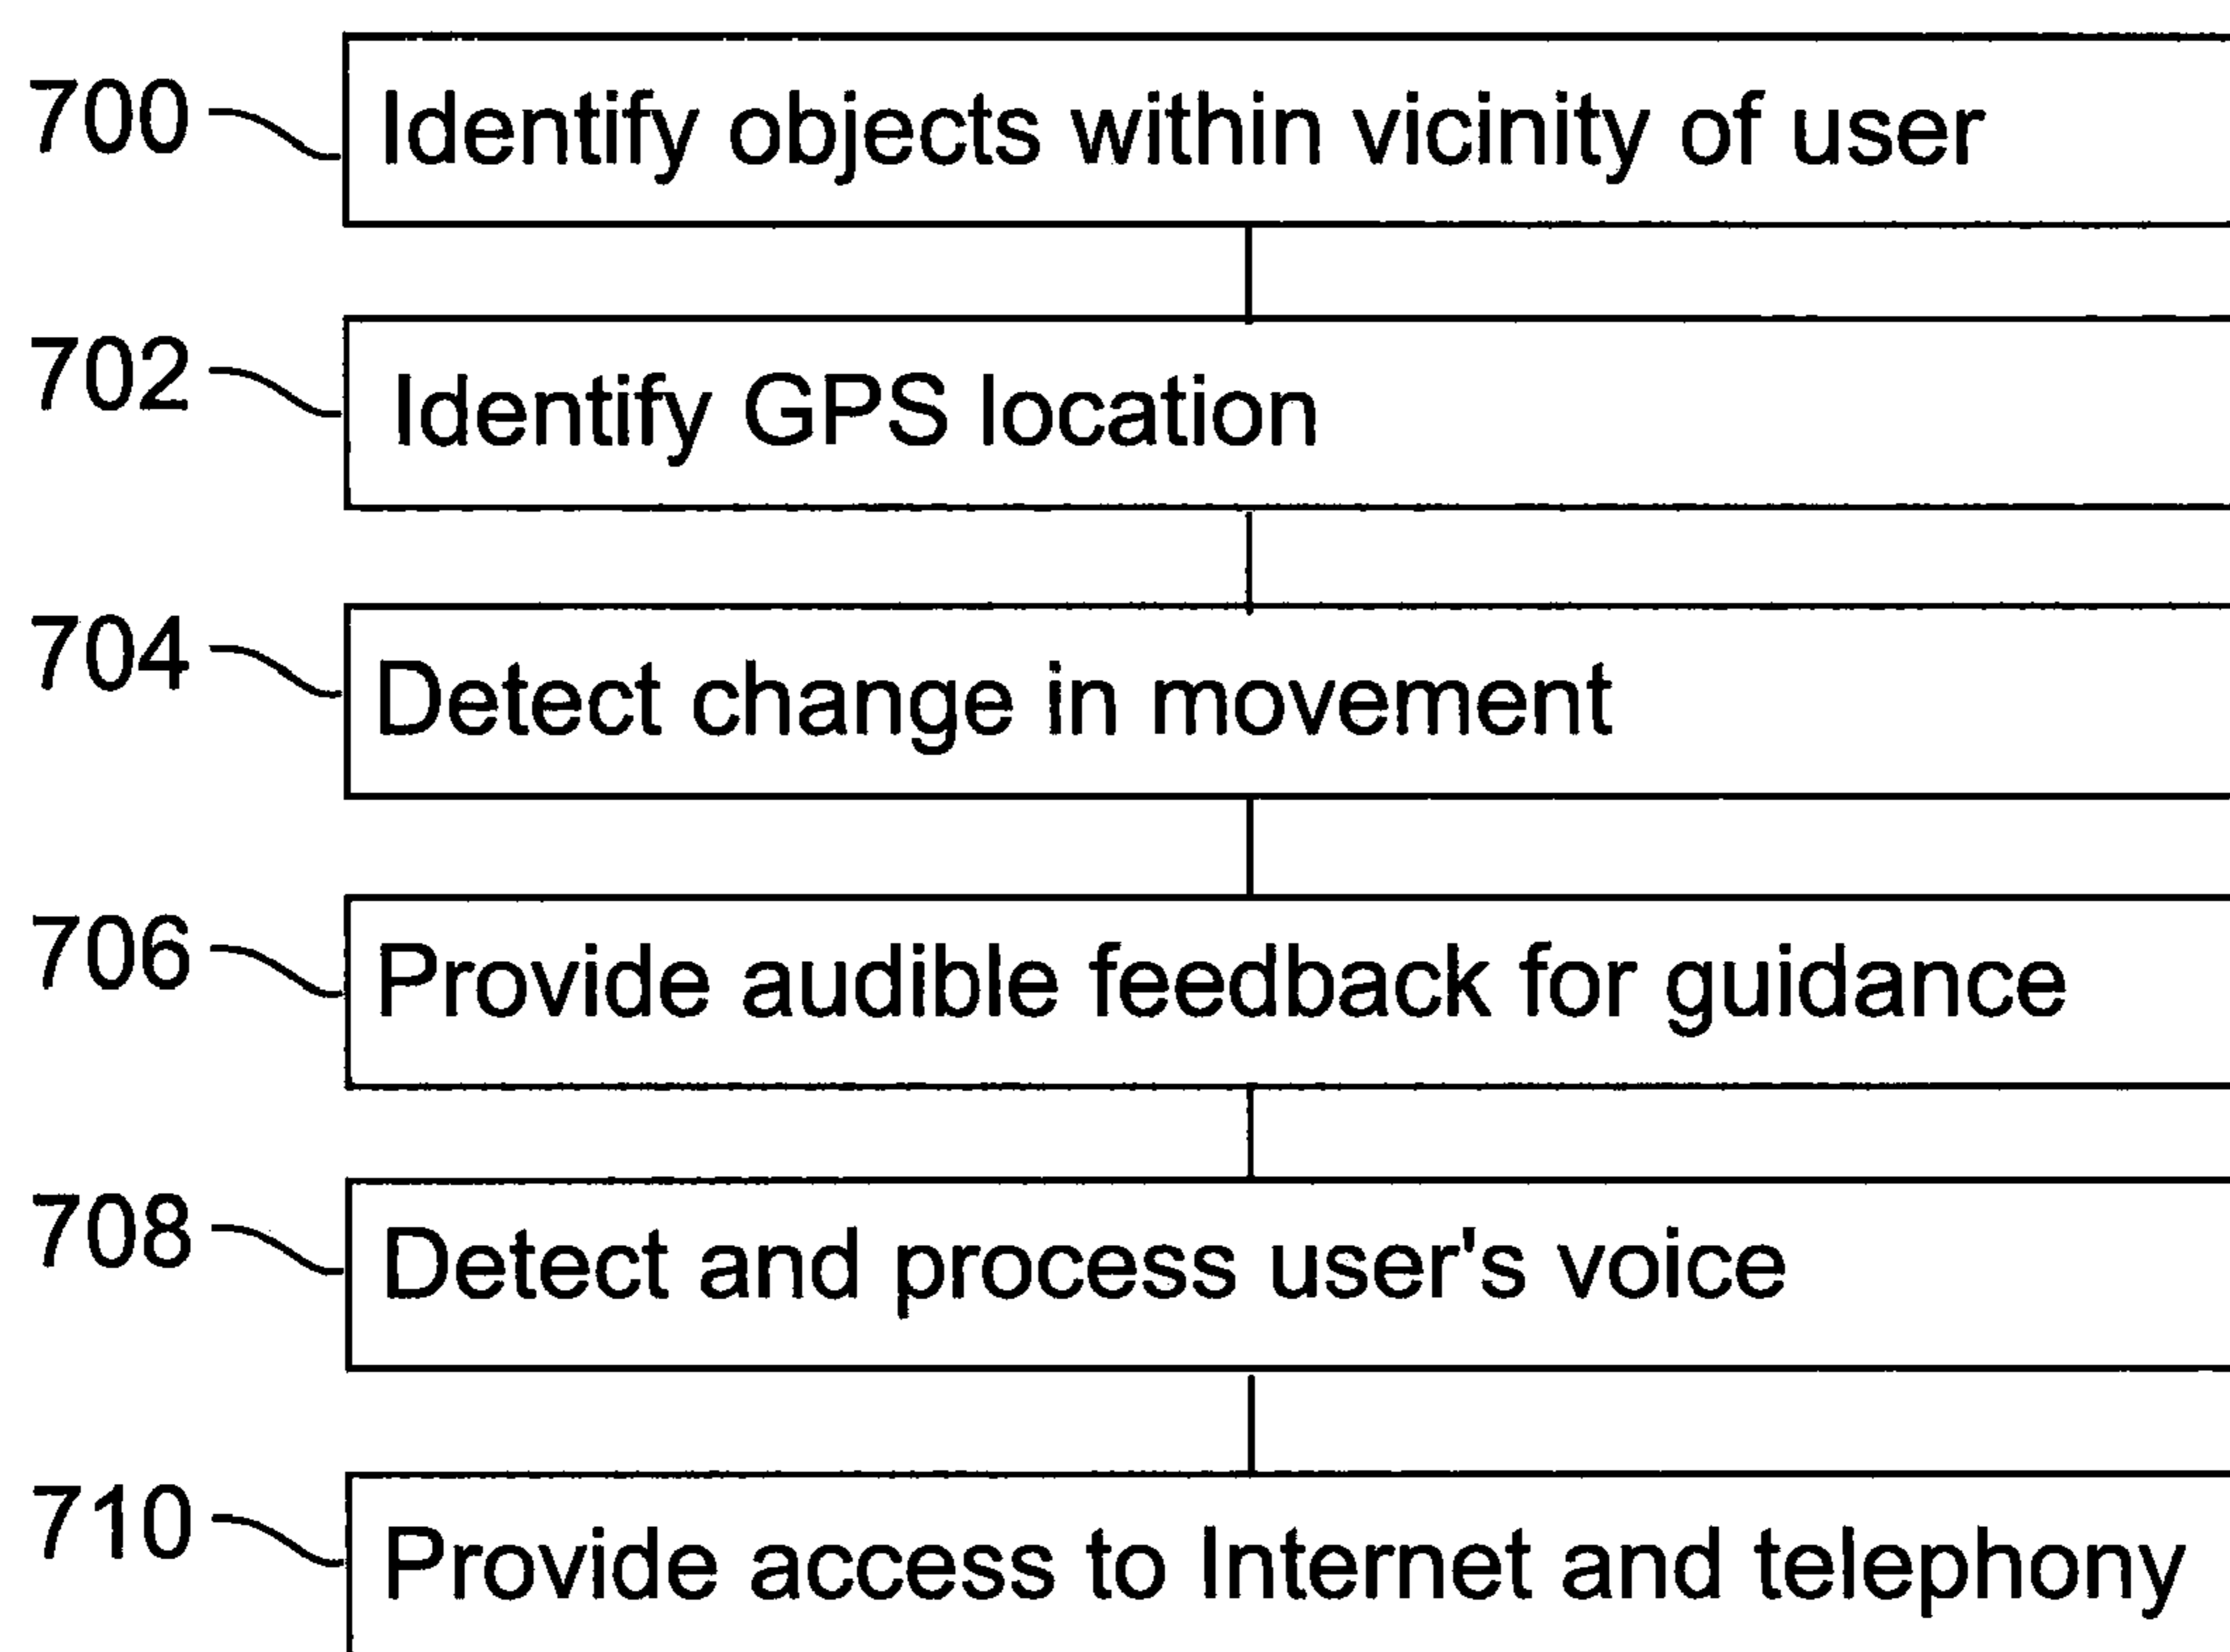 700 Identify objects within vicinity of user
702 Identify GPS location
704 Detect change in movement
706 Provide audible feedback for guidance
708 Detect and process user's voice
710 Provide access to Internet and telephony